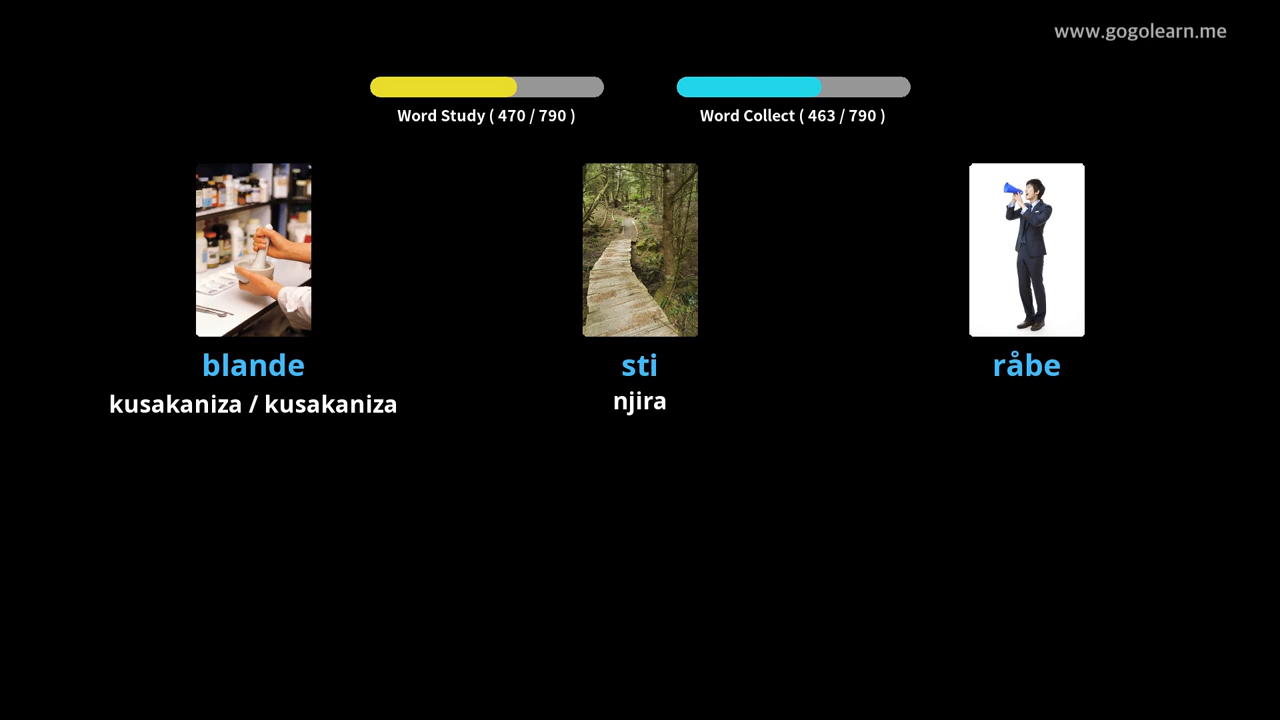 www.gogolearn.me
Word Study ( 470 / 790 )
Word Collect ( 463 / 790 )
blande
sti
råbe
kusakaniza / kusakaniza
njira